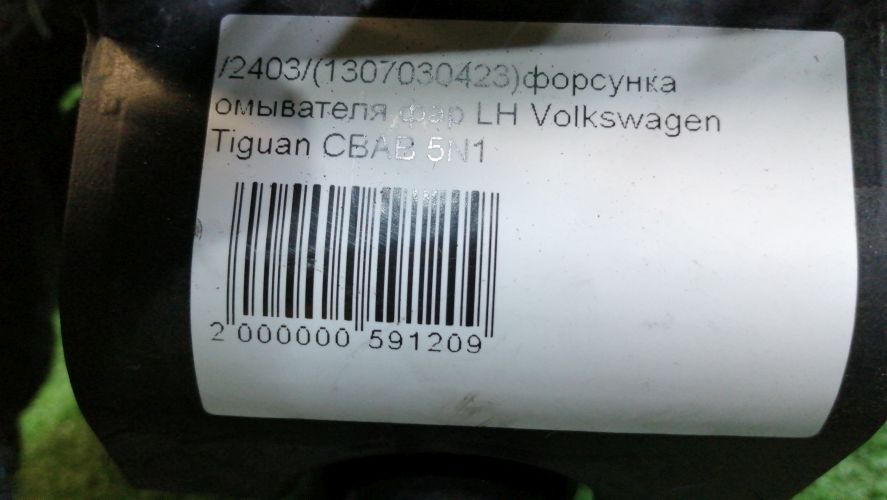 /2403/(1307030423)форсунка
омывателя фар LH Volkswagen
Tiguan CBAB 5N1
2 000000 591209